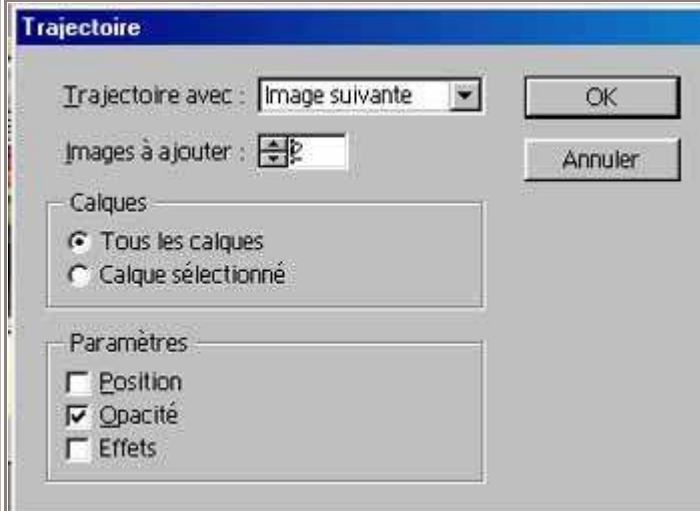 Trajectoire
Trajectoire avec : Image suivante
OK
Images à ajouter : 2
Annuler
Calques
Tous les calques
Calque sélectionné
Paramètres
Position
Opacité
Effets